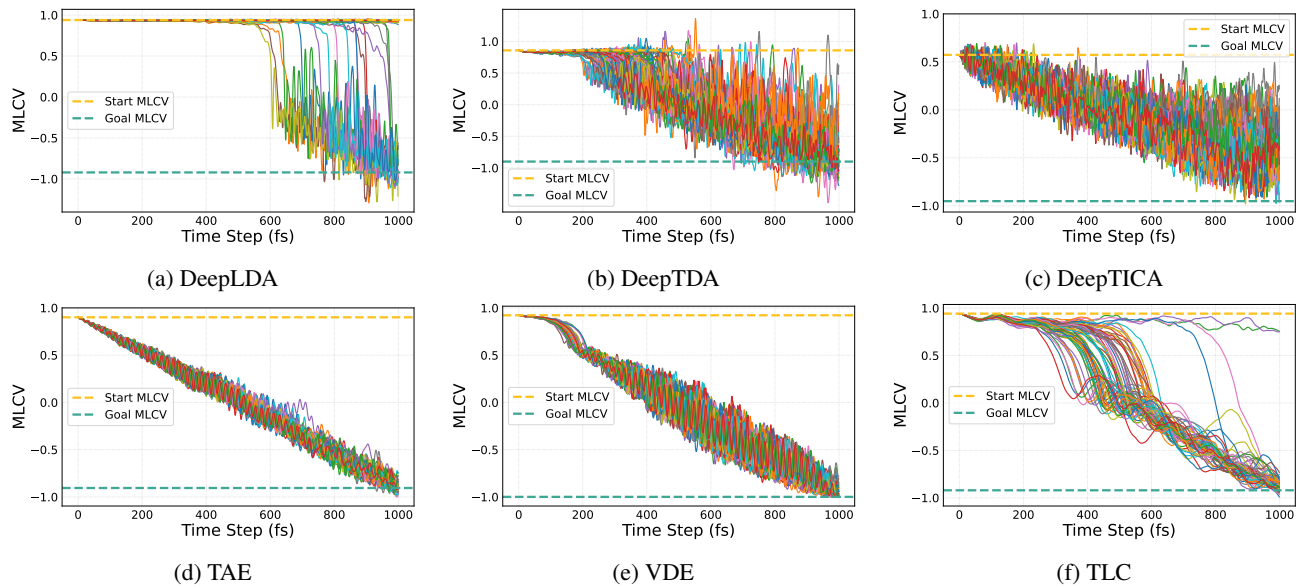 1.0
0.5
0.0
−0.5
−1.0
MLCV
Start MLCV
Goal MLCV
0 200 400 600 800 1000
Time Step (fs)
(a) DeepLDA
1.5
1.0
0.5
0.0
−0.5
−1.0
MLCV
Start MLCV
Goal MLCV
0 200 400 600 800 1000
Time Step (fs)
(b) DeepTDA
1.0
0.5
0.0
−0.5
−1.0
MLCV
Start MLCV
Goal MLCV
0 200 400 600 800 1000
Time Step (fs)
(c) DeepTICA
1.0
0.5
0.0
−0.5
−1.0
MLCV
Start MLCV
Goal MLCV
0 200 400 600 800 1000
Time Step (fs)
(d) TAE
1.0
0.5
0.0
−0.5
−1.0
MLCV
Start MLCV
Goal MLCV
0 200 400 600 800 1000
Time Step (fs)
(e) VDE
1.0
0.5
0.0
−0.5
−1.0
MLCV
Start MLCV
Goal MLCV
0 200 400 600 800 1000
Time Step (fs)
(f) TLC